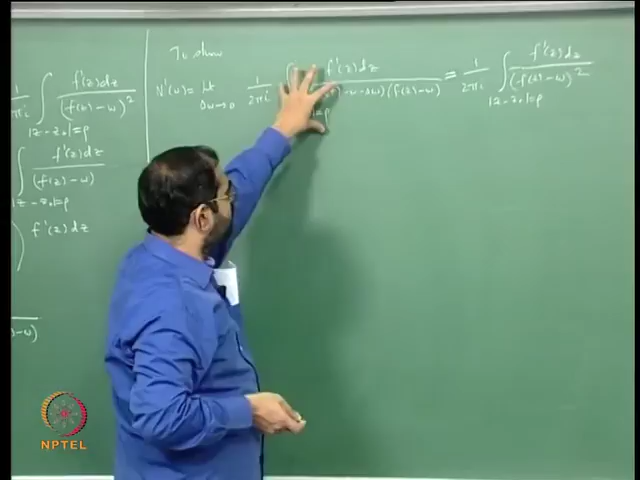 1/2πi ∫ f'(z)dz / (f(z)-w)²
|z-z₀|=ρ
∫ f'(z)dz / (f(z)-w)
|z-z₀|=ρ
f'(z)dz
-w)
To show
N'(w) = lt Δw→0 1/2πi ∫ f'(z)dz / -w-Δw)(f(z)-w) = 1/2πi ∫ f'(z)dz / (f(z)-w)²
|=ρ |z-z₀|=ρ
NPTEL